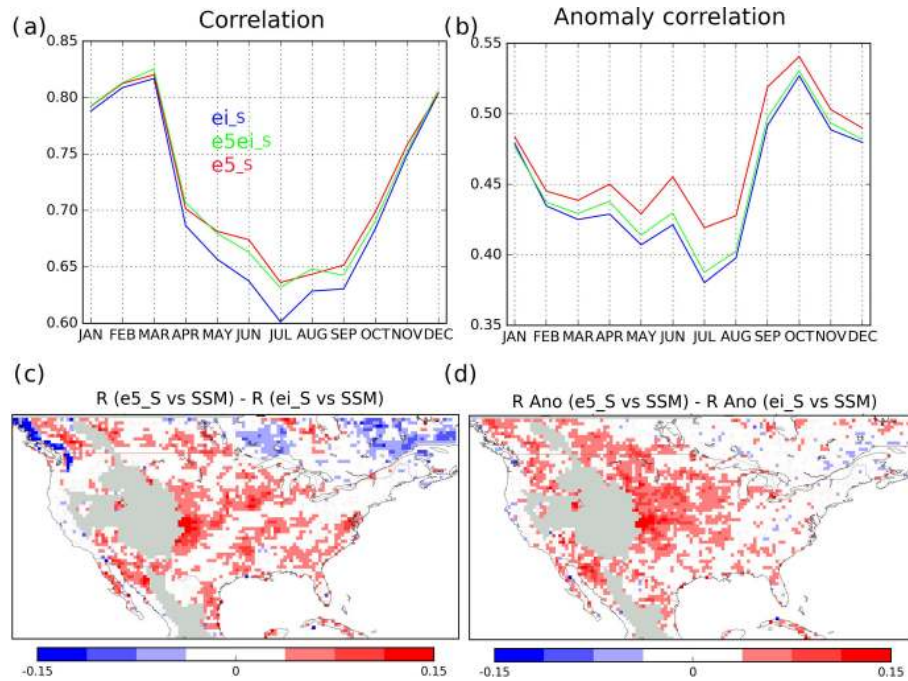 (a)
Correlation
0.85
0.80
0.75
0.70
0.65
0.60
ei_S
e5ei_S
e5_S
JAN FEB MAR APR MAY JUN JUL AUG SEP OCT NOV DEC
(b)
Anomaly correlation
0.55
0.50
0.45
0.40
0.35
JAN FEB MAR APR MAY JUN JUL AUG SEP OCT NOV DEC
(c)
R (e5_S vs SSM) - R (ei_S vs SSM)
-0.15 0 0.15
(d)
R Ano (e5_S vs SSM) - R Ano (ei_S vs SSM)
-0.15 0 0.15